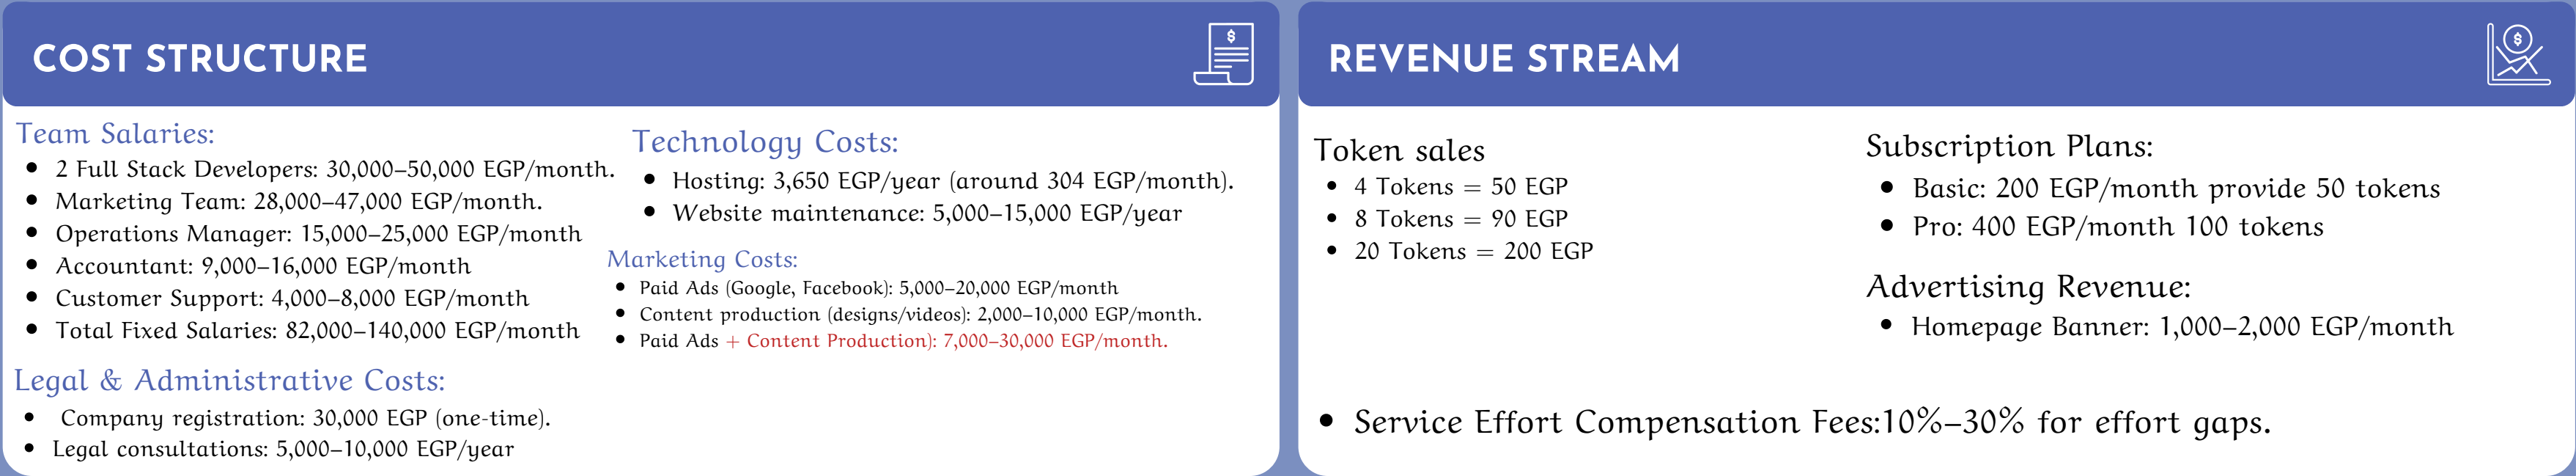 COST STRUCTURE
Team Salaries:
• 2 Full Stack Developers: 30,000–50,000 EGP/month.
• Marketing Team: 28,000–47,000 EGP/month.
• Operations Manager: 15,000–25,000 EGP/month
• Accountant: 9,000–16,000 EGP/month
• Customer Support: 4,000–8,000 EGP/month
• Total Fixed Salaries: 82,000–140,000 EGP/month
Legal & Administrative Costs:
• Company registration: 30,000 EGP (one-time).
• Legal consultations: 5,000–10,000 EGP/year
Technology Costs:
• Hosting: 3,650 EGP/year (around 304 EGP/month).
• Website maintenance: 5,000–15,000 EGP/year
Marketing Costs:
• Paid Ads (Google, Facebook): 5,000–20,000 EGP/month
• Content production (designs/videos): 2,000–10,000 EGP/month.
• Paid Ads + Content Production): 7,000–30,000 EGP/month.
REVENUE STREAM
Token sales
• 4 Tokens = 50 EGP
• 8 Tokens = 90 EGP
• 20 Tokens = 200 EGP
Subscription Plans:
• Basic: 200 EGP/month provide 50 tokens
• Pro: 400 EGP/month 100 tokens
Advertising Revenue:
• Homepage Banner: 1,000–2,000 EGP/month
• Service Effort Compensation Fees:10%–30% for effort gaps.